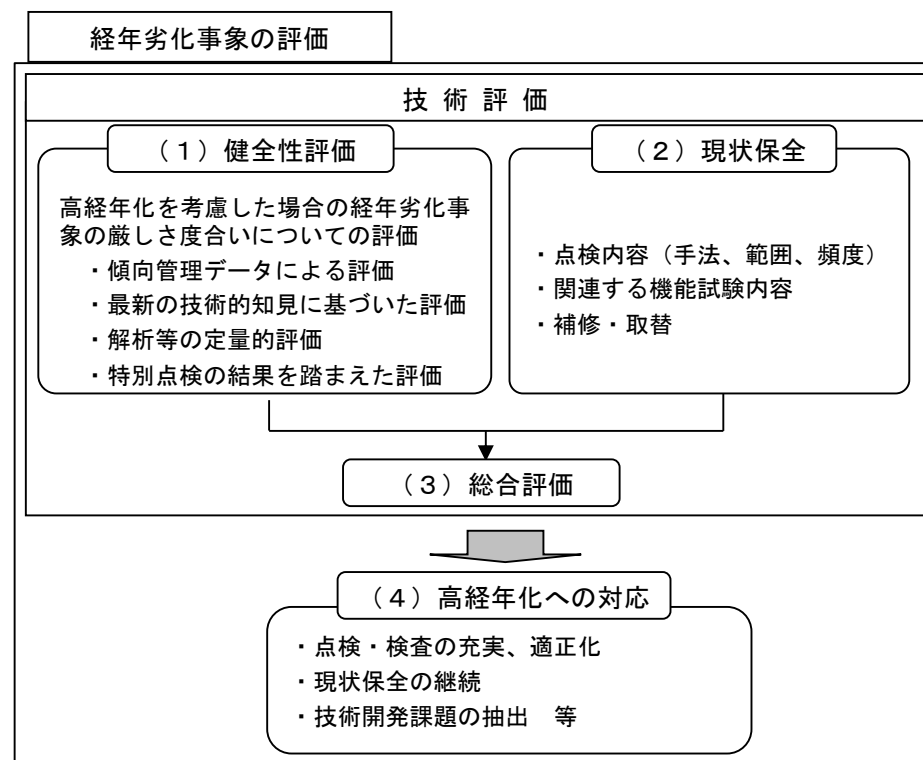 経年劣化事象の評価
技 術 評 価
(1)健全性評価
高経年化を考慮した場合の経年劣化事
象の厳しさ度合いについての評価
・傾向管理データによる評価
・最新の技術的知見に基づいた評価
・解析等の定量的評価
・特別点検の結果を踏まえた評価
(2)現状保全
・点検内容(手法、範囲、頻度)
・関連する機能試験内容
・補修・取替
(3)総合評価
(4)高経年化への対応
・点検・検査の充実、適正化
・現状保全の継続
・技術開発課題の抽出 等